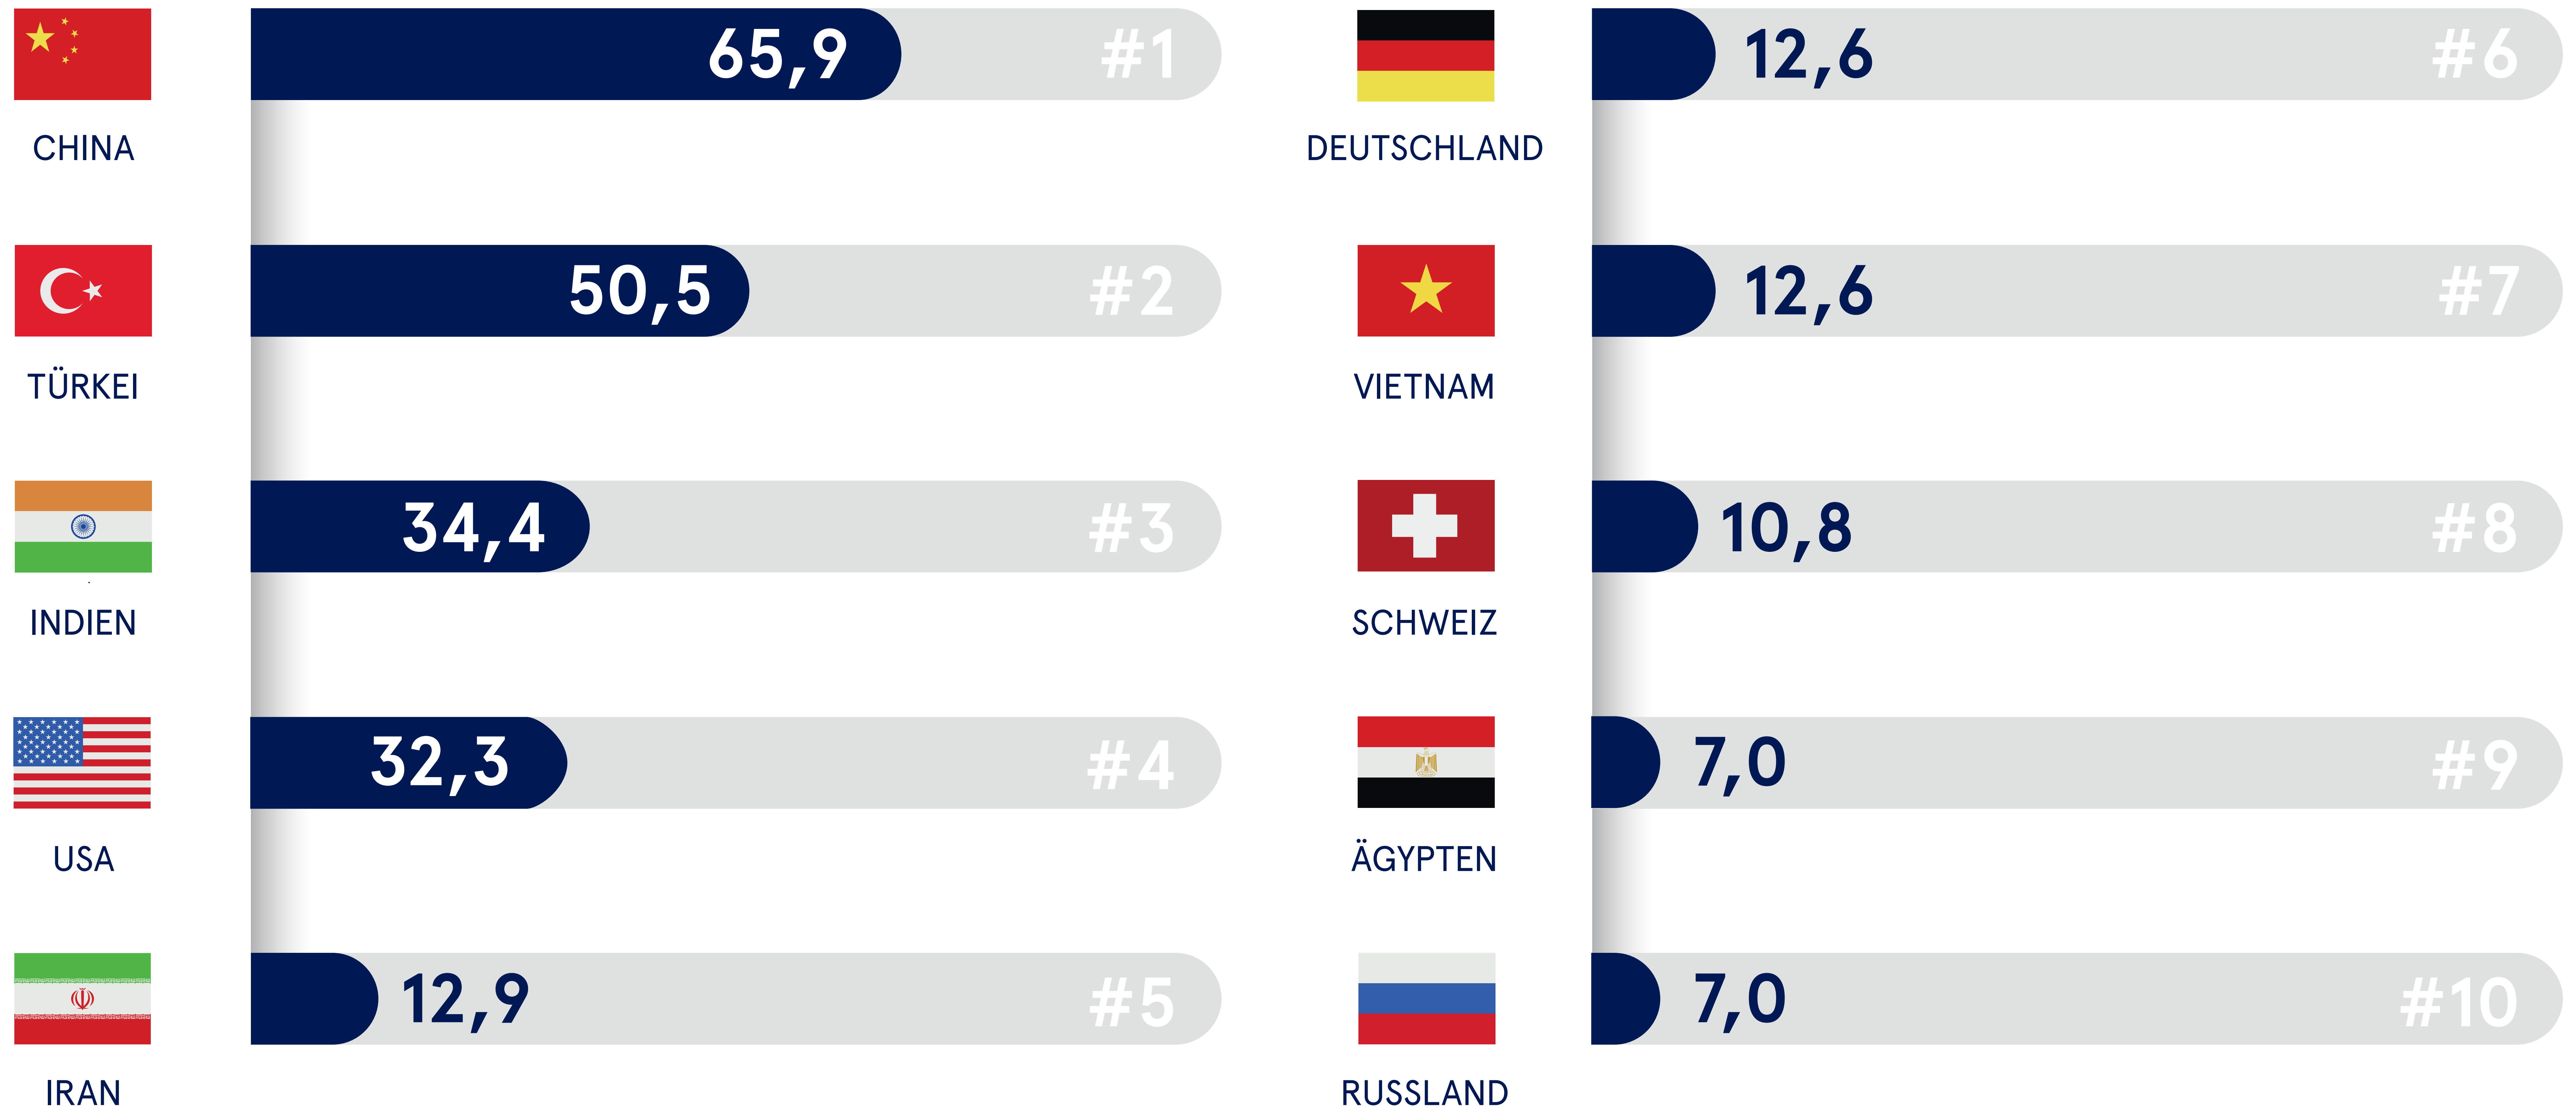 65,9 #1
CHINA
50,5 #2
TÜRKEI
34,4 #3
INDIEN
32,3 #4
USA
12,9 #5
IRAN
12,6 #6
DEUTSCHLAND
12,6 #7
VIETNAM
10,8 #8
SCHWEIZ
7,0 #9
ÄGYPTEN
7,0 #10
RUSSLAND